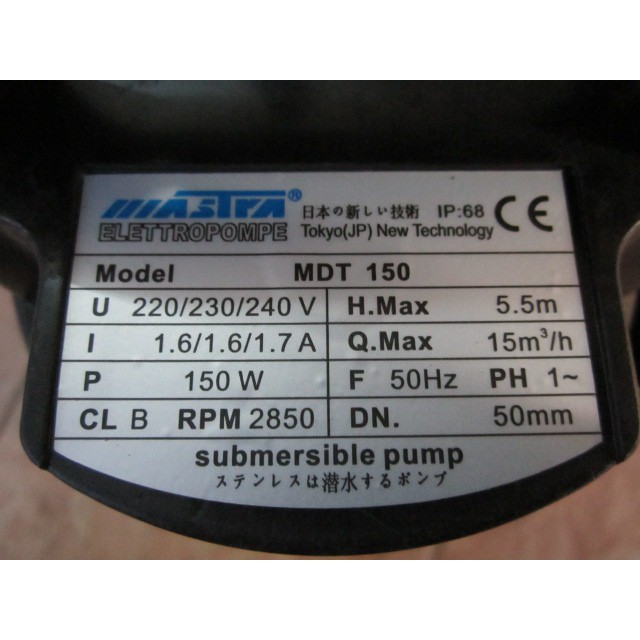 MASTRA® 日本の新しい技術 IP:68 CE
ELETTROPOMPE Tokyo(JP) New Technology
Model MDT 150
U 220/230/240 V H.Max 5.5m
I 1.6/1.6/1.7 A Q.Max 15m³/h
P 150 W F 50Hz PH 1~
CL B RPM 2850 DN. 50mm
submersible pump
ステンレスは潜水するポンプ